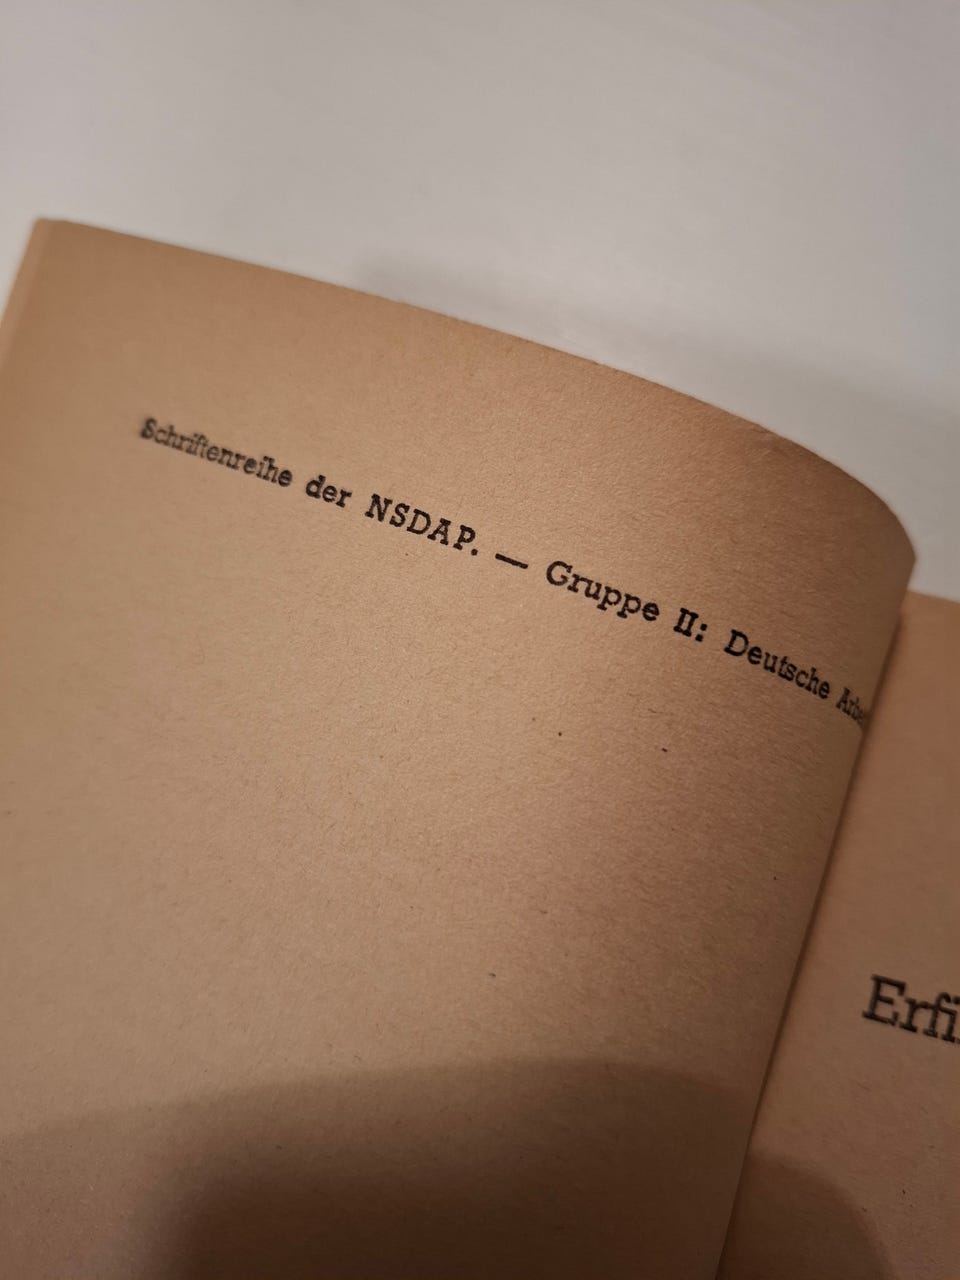 Schriftenreihe der NSDAP. — Gruppe II: Deutsche